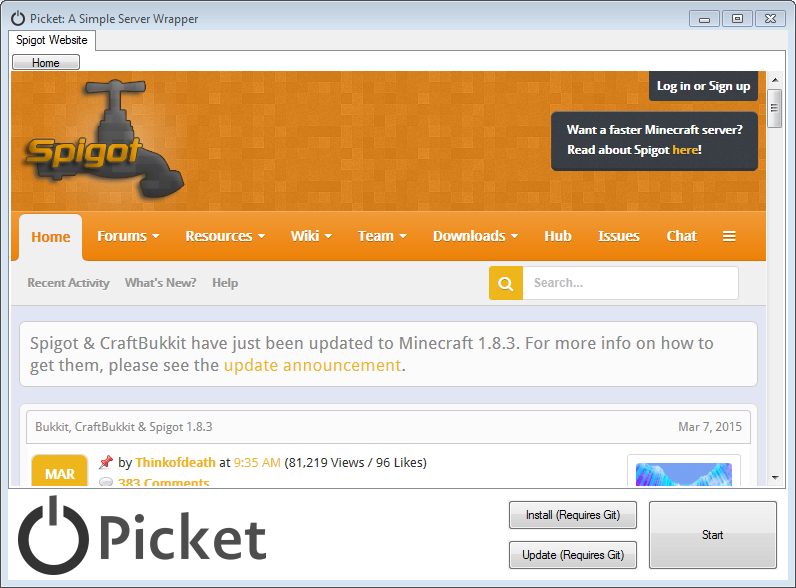 Picket: A Simple Server Wrapper
Spigot Website
Home
Log in or Sign up
Spigot
Want a faster Minecraft server?
Read about Spigot here!
Home Forums Resources Wiki Team Downloads Hub Issues Chat
Recent Activity What's New? Help Search...
Spigot & CraftBukkit have just been updated to Minecraft 1.8.3. For more info on how to
get them, please see the update announcement.
Bukkit, CraftBukkit & Spigot 1.8.3 Mar 7, 2015
MAR by Thinkofdeath at 9:35 AM (81,219 Views / 96 Likes)
383 Comments
Picket
Install (Requires Git)
Update (Requires Git)
Start